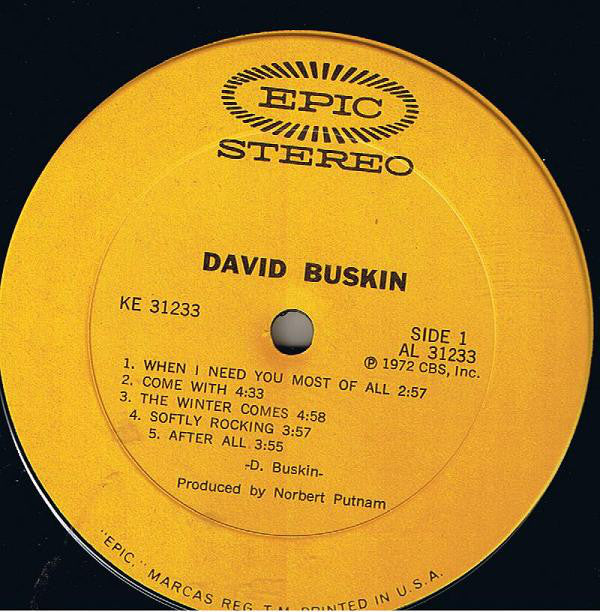 EPIC
STEREO
DAVID BUSKIN
KE 31233
SIDE 1
AL 31233
℗ 1972 CBS, Inc.
1. WHEN I NEED YOU MOST OF ALL 2:57
2. COME WITH 4:33
3. THE WINTER COMES 4:58
4. SOFTLY ROCKING 3:57
5. AFTER ALL 3:55
-D. Buskin-
Produced by Norbert Putnam
"EPIC," MARCAS REG. T.M. PRINTED IN U.S.A.